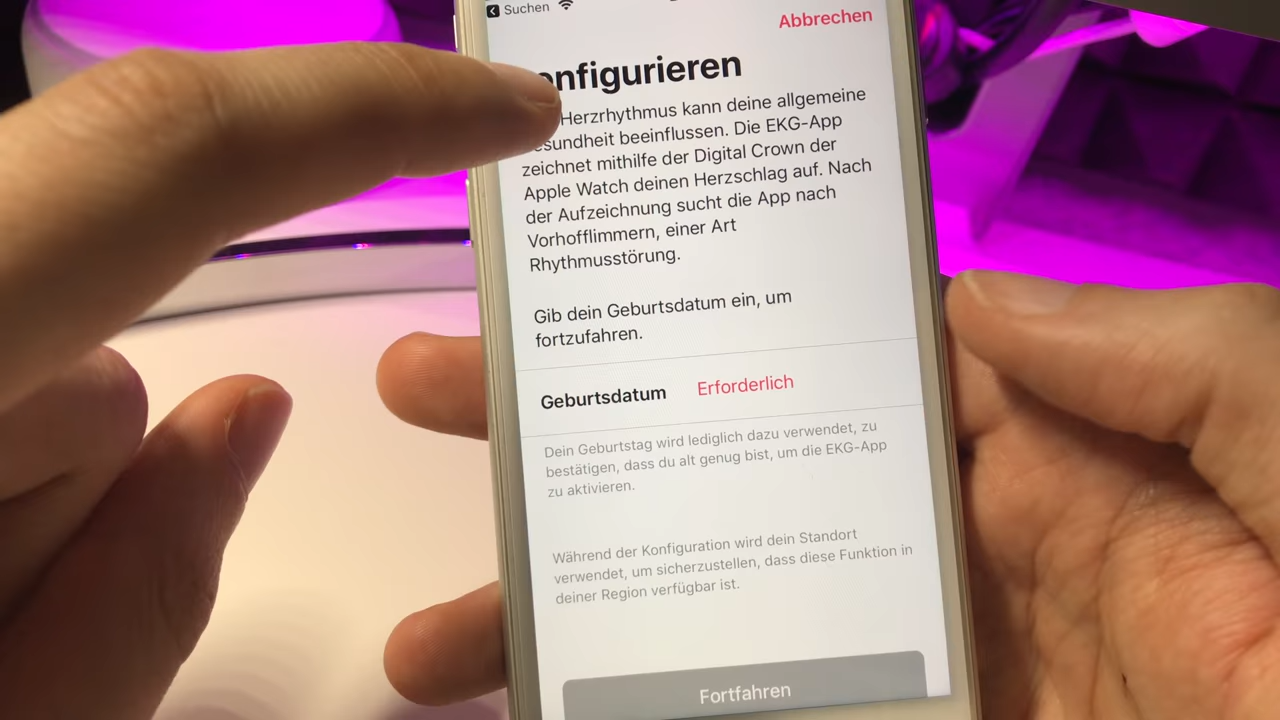 Suchen
Abbrechen
onfigurieren
Herzrhythmus kann deine allgemeine
esundheit beeinflussen. Die EKG-App
zeichnet mithilfe der Digital Crown der
Apple Watch deinen Herzschlag auf. Nach
der Aufzeichnung sucht die App nach
Vorhofflimmern, einer Art
Rhythmusstörung.
Gib dein Geburtsdatum ein, um
fortzufahren.
Geburtsdatum Erforderlich
Dein Geburtstag wird lediglich dazu verwendet, zu
bestätigen, dass du alt genug bist, um die EKG-App
zu aktivieren.
Während der Konfiguration wird dein Standort
verwendet, um sicherzustellen, dass diese Funktion in
deiner Region verfügbar ist.
Fortfahren